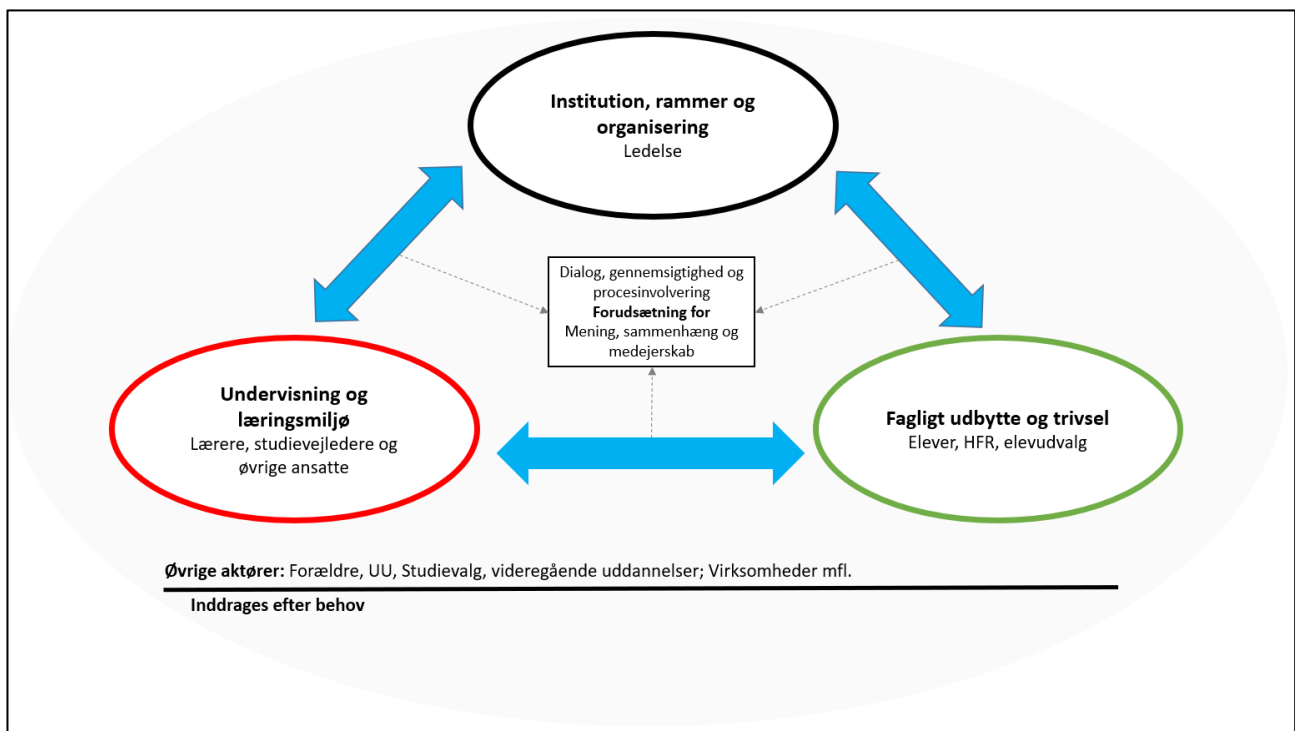 Institution, rammer og
organisering
Ledelse
Dialog, gennemsigtighed og
procesinvolvering
Forudsætning for
Mening, sammenhæng og
medejerskab
Undervisning og
læringsmiljø
Lærere, studievejledere og
øvrige ansatte
Fagligt udbytte og trivsel
Elever, HFR, elevudvalg
Øvrige aktører: Forældre, UU, Studievalg, videregående uddannelser; Virksomheder mfl.
Inddrages efter behov